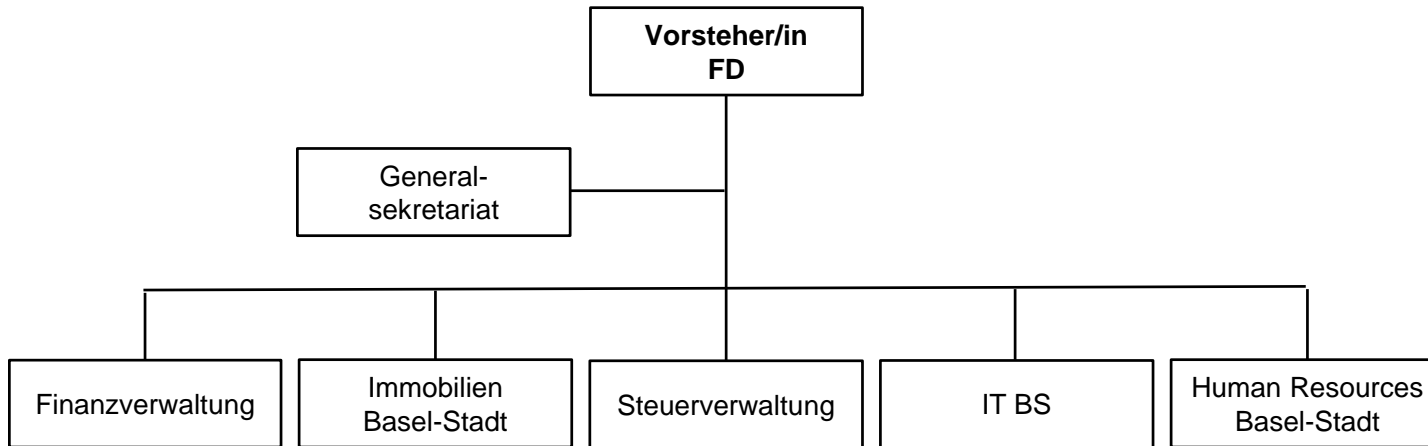 Vorsteher/in
FD
General-
sekretariat
Finanzverwaltung
Immobilien
Basel-Stadt
Steuerverwaltung
IT BS
Human Resources
Basel-Stadt